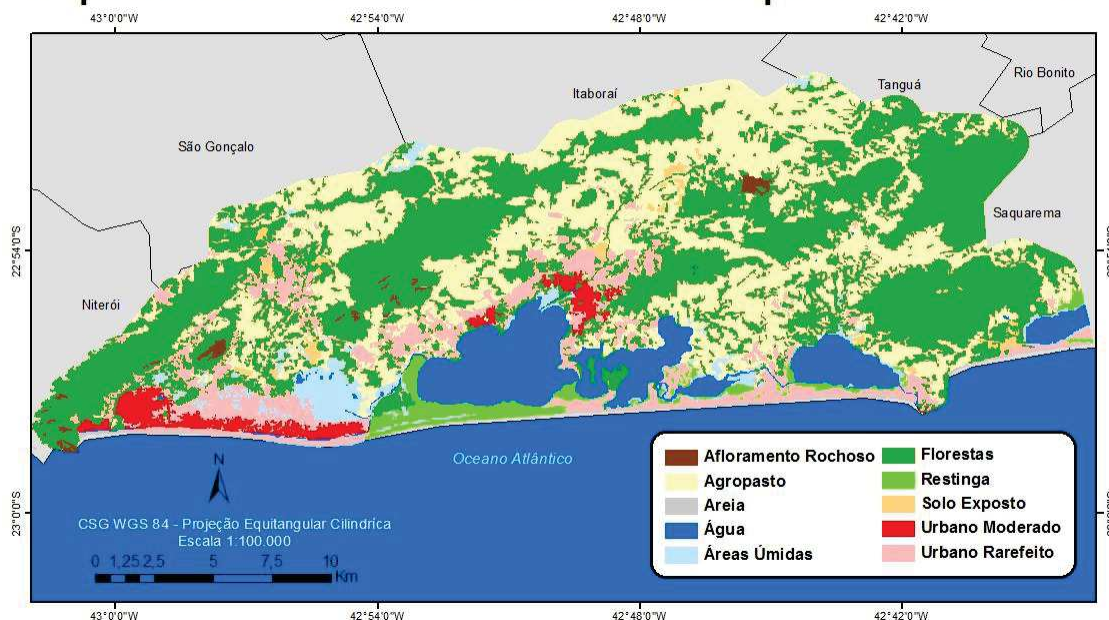 43°0'0"W 42°54'0"W 42°48'0"W 42°42'0"W
Rio Bonito
Tanguá
Itaboraí
São Gonçalo
Saquarema
22°54'0"S
Niterói
Oceano Atlântico
N
CSG WGS 84 - Projeção Equitangular Cilindríca
Escala 1:100.000
0 1,25 2,5 5 7,5 10
Km
Afloramento Rochoso
Agropasto
Areia
Água
Áreas Úmidas
Florestas
Restinga
Solo Exposto
Urbano Moderado
Urbano Rarefeito
23°0'0"S
43°0'0"W 42°54'0"W 42°48'0"W 42°42'0"W